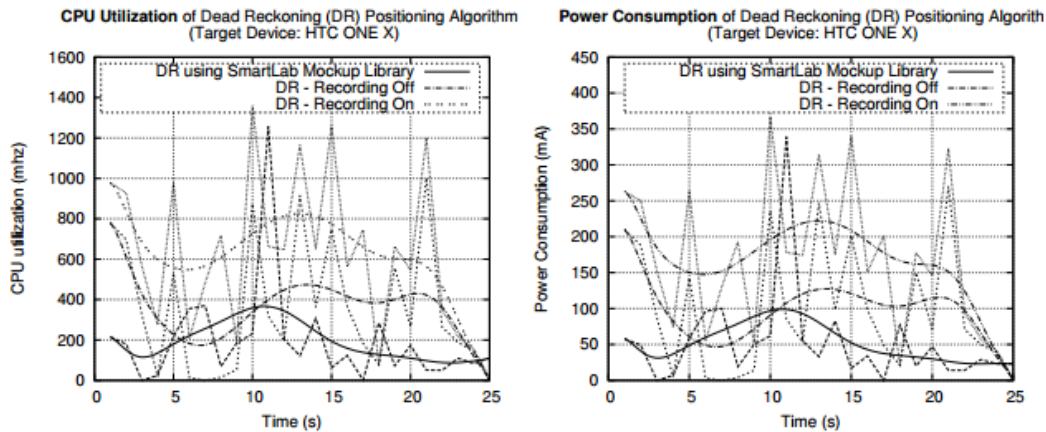 CPU Utilization of Dead Reckoning (DR) Positioning Algorithm
(Target Device: HTC ONE X)
1600
1400
1200
1000
800
600
400
200
0
CPU utilization (mhz)
DR using SmartLab Mockup Library
DR - Recording Off
DR - Recording On
0 5 10 15 20 25
Time (s)
Power Consumption of Dead Reckoning (DR) Positioning Algorith
(Target Device: HTC ONE X)
450
400
350
300
250
200
150
100
50
0
Power Consumption (mA)
DR using SmartLab Mockup Library
DR - Recording Off
DR - Recording On
0 5 10 15 20 25
Time (s)